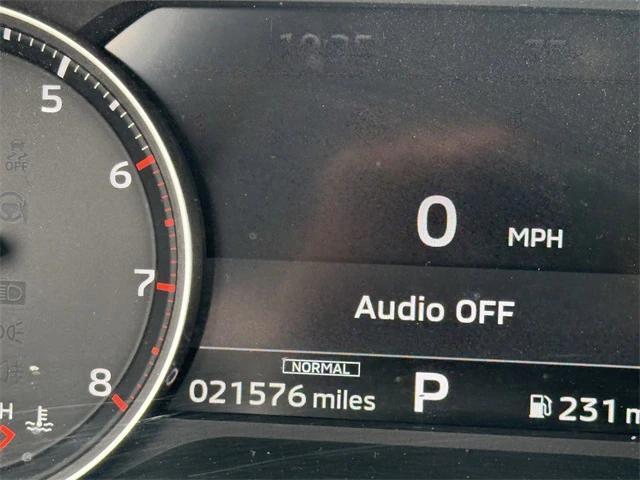 5
6
7
8
OFF
H
0 MPH
Audio OFF
NORMAL
021576 miles
P
231 m